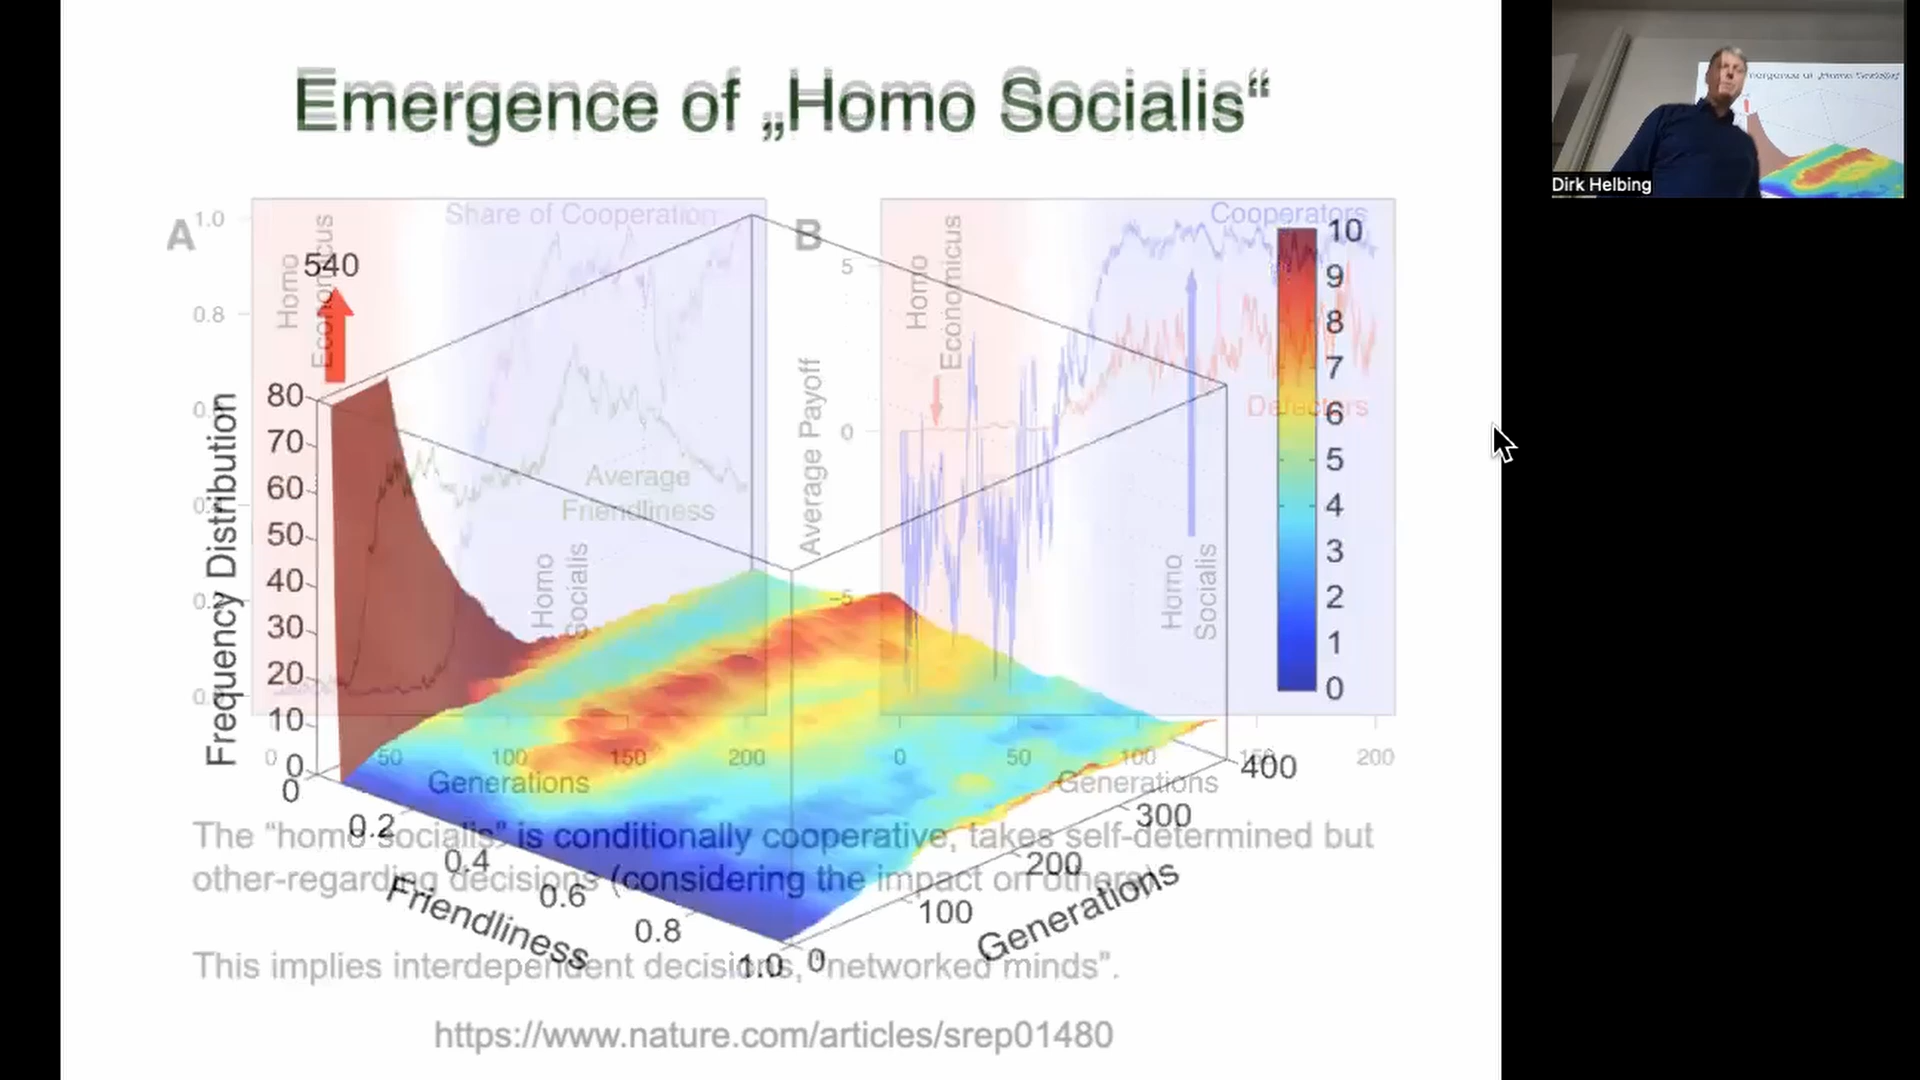 Emergence of „Homo Socialis“
A
1.0
0.8
Share of Cooperation
Homo
Economicus
Average
Friendliness
Homo
Socialis
0 50 100 150 200
Generations
B
5
0
-5
Average Payoff
Homo
Economicus
Cooperators
Defectors
Homo
Socialis
0 50 100 150 200
Generations
540
Frequency Distribution
80
70
60
50
40
30
20
10
0
0
0.2
0.4
0.6
0.8
1.0
Friendliness
0
100
200
300
400
Generations
10
9
8
7
6
5
4
3
2
1
0
The “homo socialis” is conditionally cooperative, takes self-determined but
other-regarding decisions (considering the impact on others)
This implies interdependent decisions, “networked minds”.
https://www.nature.com/articles/srep01480
Dirk Helbing